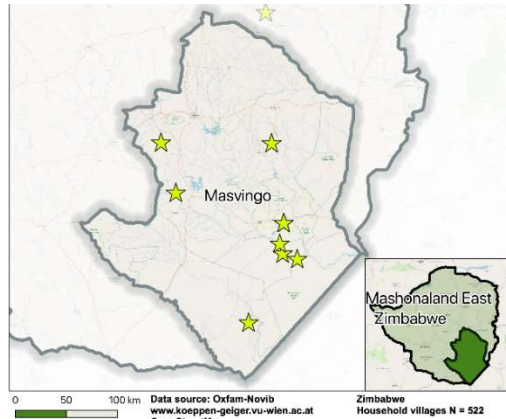 Masvingo
Mashonaland East
Zimbabwe
0 50 100 km
Data source: Oxfam-Novib
www.koeppen-geiger.vu-wien.ac.at
Zimbabwe
Household villages N = 522